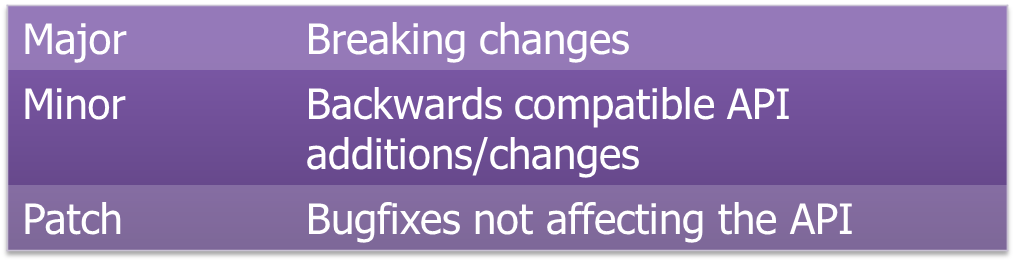 Major Breaking changes
Minor Backwards compatible API
additions/changes
Patch Bugfixes not affecting the API